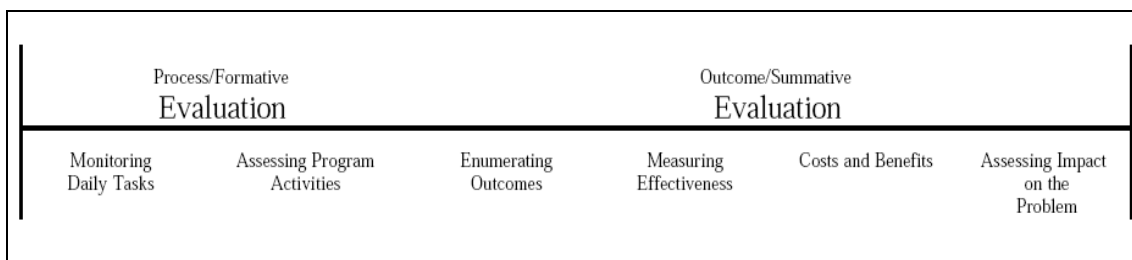 Process/Formative
Evaluation
Outcome/Summative
Evaluation
Monitoring
Daily Tasks
Assessing Program
Activities
Enumerating
Outcomes
Measuring
Effectiveness
Costs and Benefits
Assessing Impact
on the
Problem